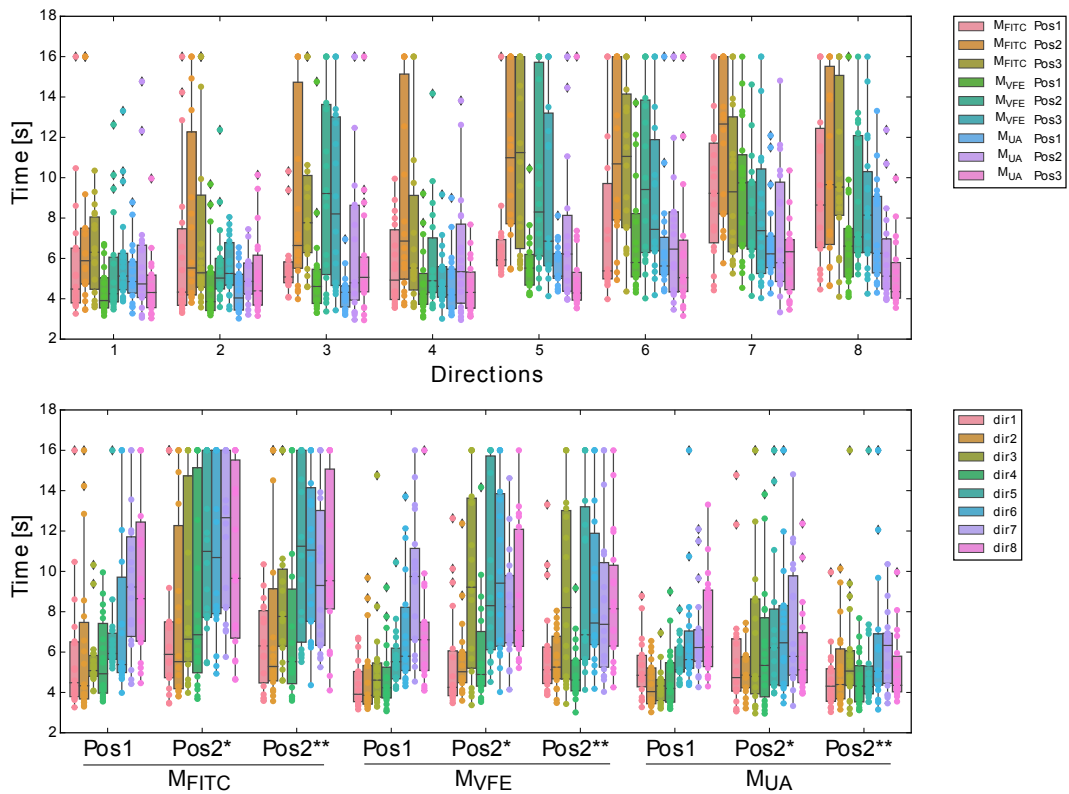 18
16
14
12
10
8
6
4
2
Time [s]
1 2 3 4 5 6 7 8
Directions
MFITC Pos1
MFITC Pos2
MFITC Pos3
MVFE Pos1
MVFE Pos2
MVFE Pos3
MUA Pos1
MUA Pos2
MUA Pos3
18
16
14
12
10
8
6
4
2
Time [s]
Pos1 Pos2* Pos2** Pos1 Pos2* Pos2** Pos1 Pos2* Pos2**
MFITC MVFE MUA
dir1
dir2
dir3
dir4
dir5
dir6
dir7
dir8